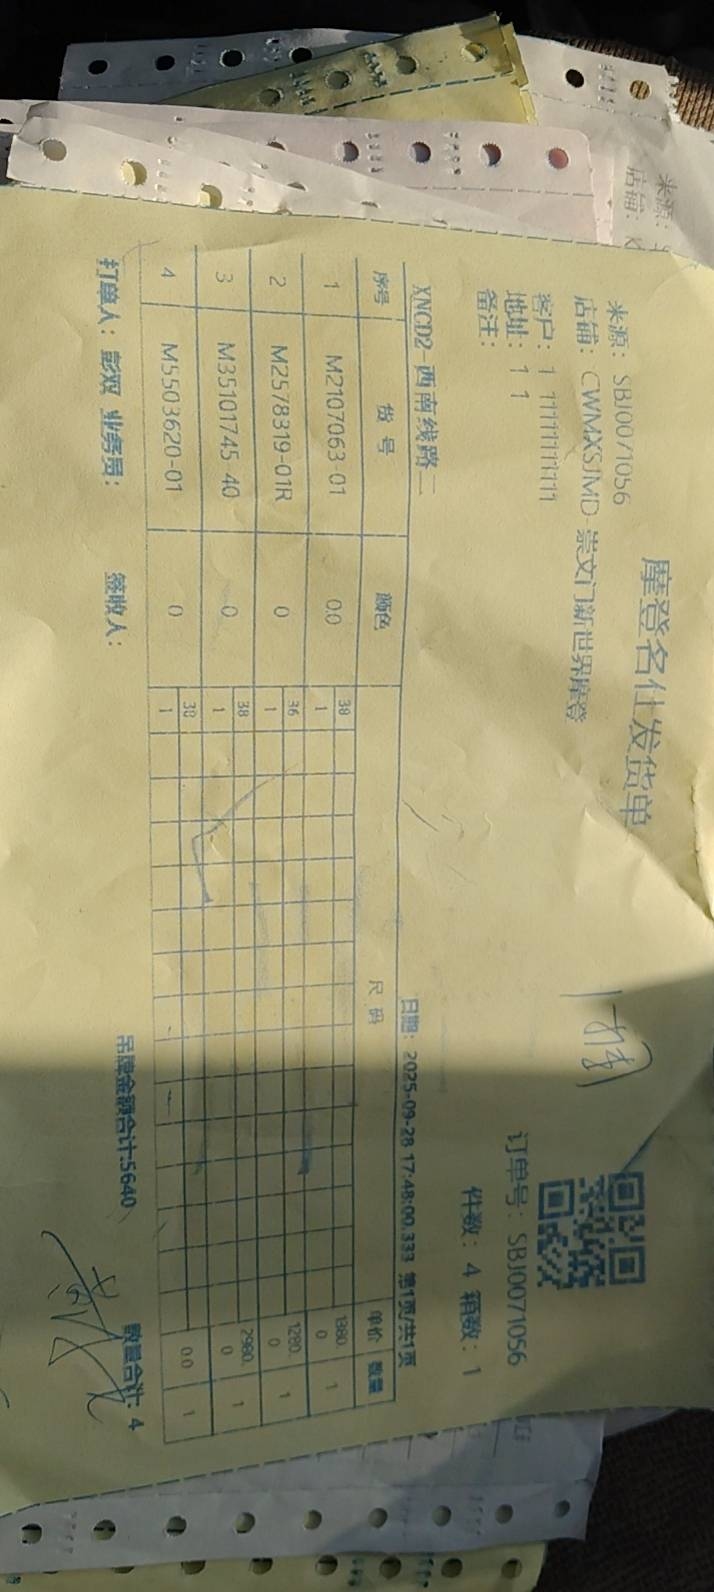 摩登名仕发货单
来源：SBJ0071056
订单号：SBJ0071056
店铺：CWMXSJMD-崇文门新世界摩登
客户：1 11111111111
件数：4 箱数：1
地址：1 1
备注：
XNCD2-西南线路二
日期：2025-09-28 17:48:00.333 第1页/共1页
序号 货号 颜色 尺码 单价 数量
1 M2107063-01 0.0 38 1 1380.0 1
2 M2578319-01R 0 36 1 1280.0 1
3 M35101745-40 0 38 1 2980.0 1
4 M5503620-01 0 38 1 0.0 1
吊牌金额合计:5640 数量合计: 4
打单人：彭双 业务员： 签收人：
来源：
店铺：